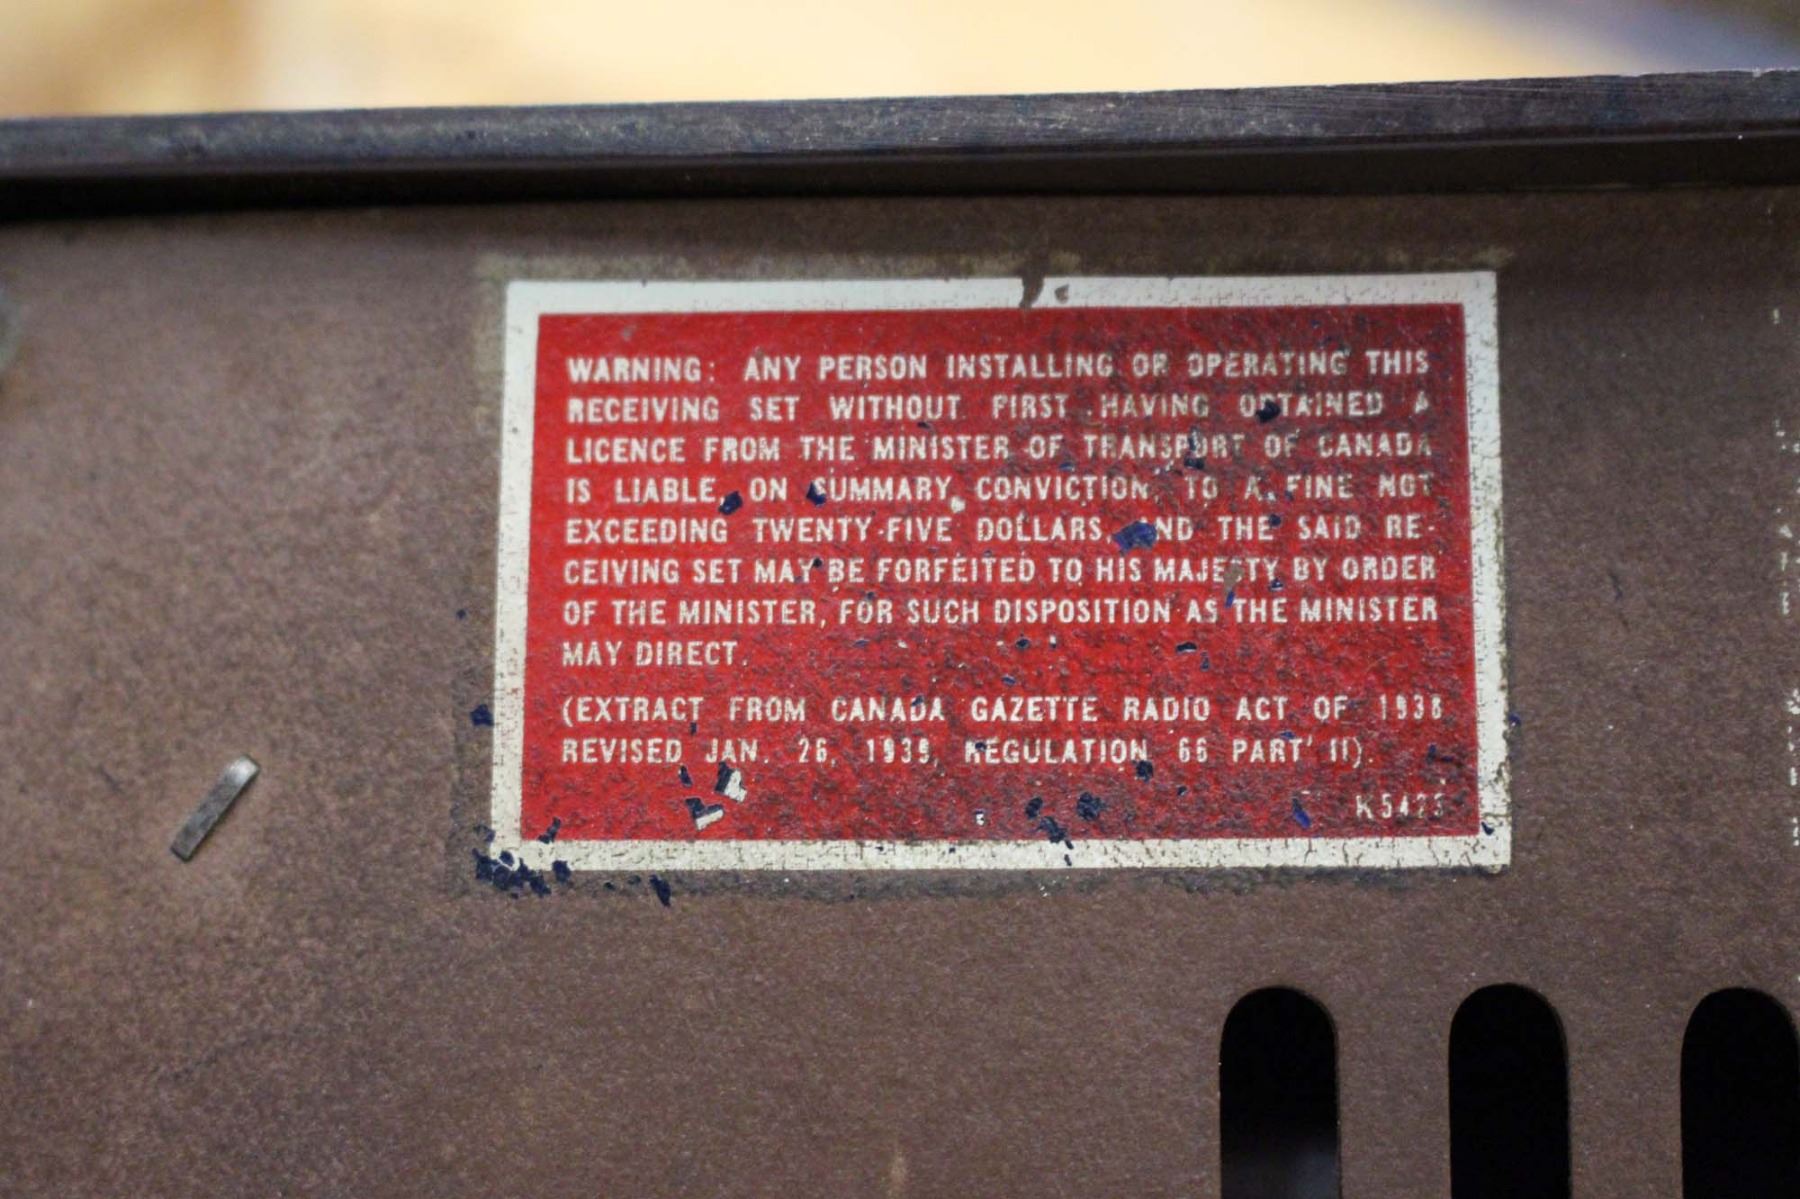 WARNING: ANY PERSON INSTALLING OR OPERATING THIS
RECEIVING SET WITHOUT FIRST HAVING OBTAINED A
LICENCE FROM THE MINISTER OF TRANSPORT OF CANADA
IS LIABLE, ON SUMMARY CONVICTION, TO A FINE NOT
EXCEEDING TWENTY-FIVE DOLLARS, AND THE SAID RE-
CEIVING SET MAY BE FORFEITED TO HIS MAJESTY BY ORDER
OF THE MINISTER, FOR SUCH DISPOSITION AS THE MINISTER
MAY DIRECT.
(EXTRACT FROM CANADA GAZETTE RADIO ACT OF 1938
REVISED JAN. 26, 1939, REGULATION 66 PART II).
K5425